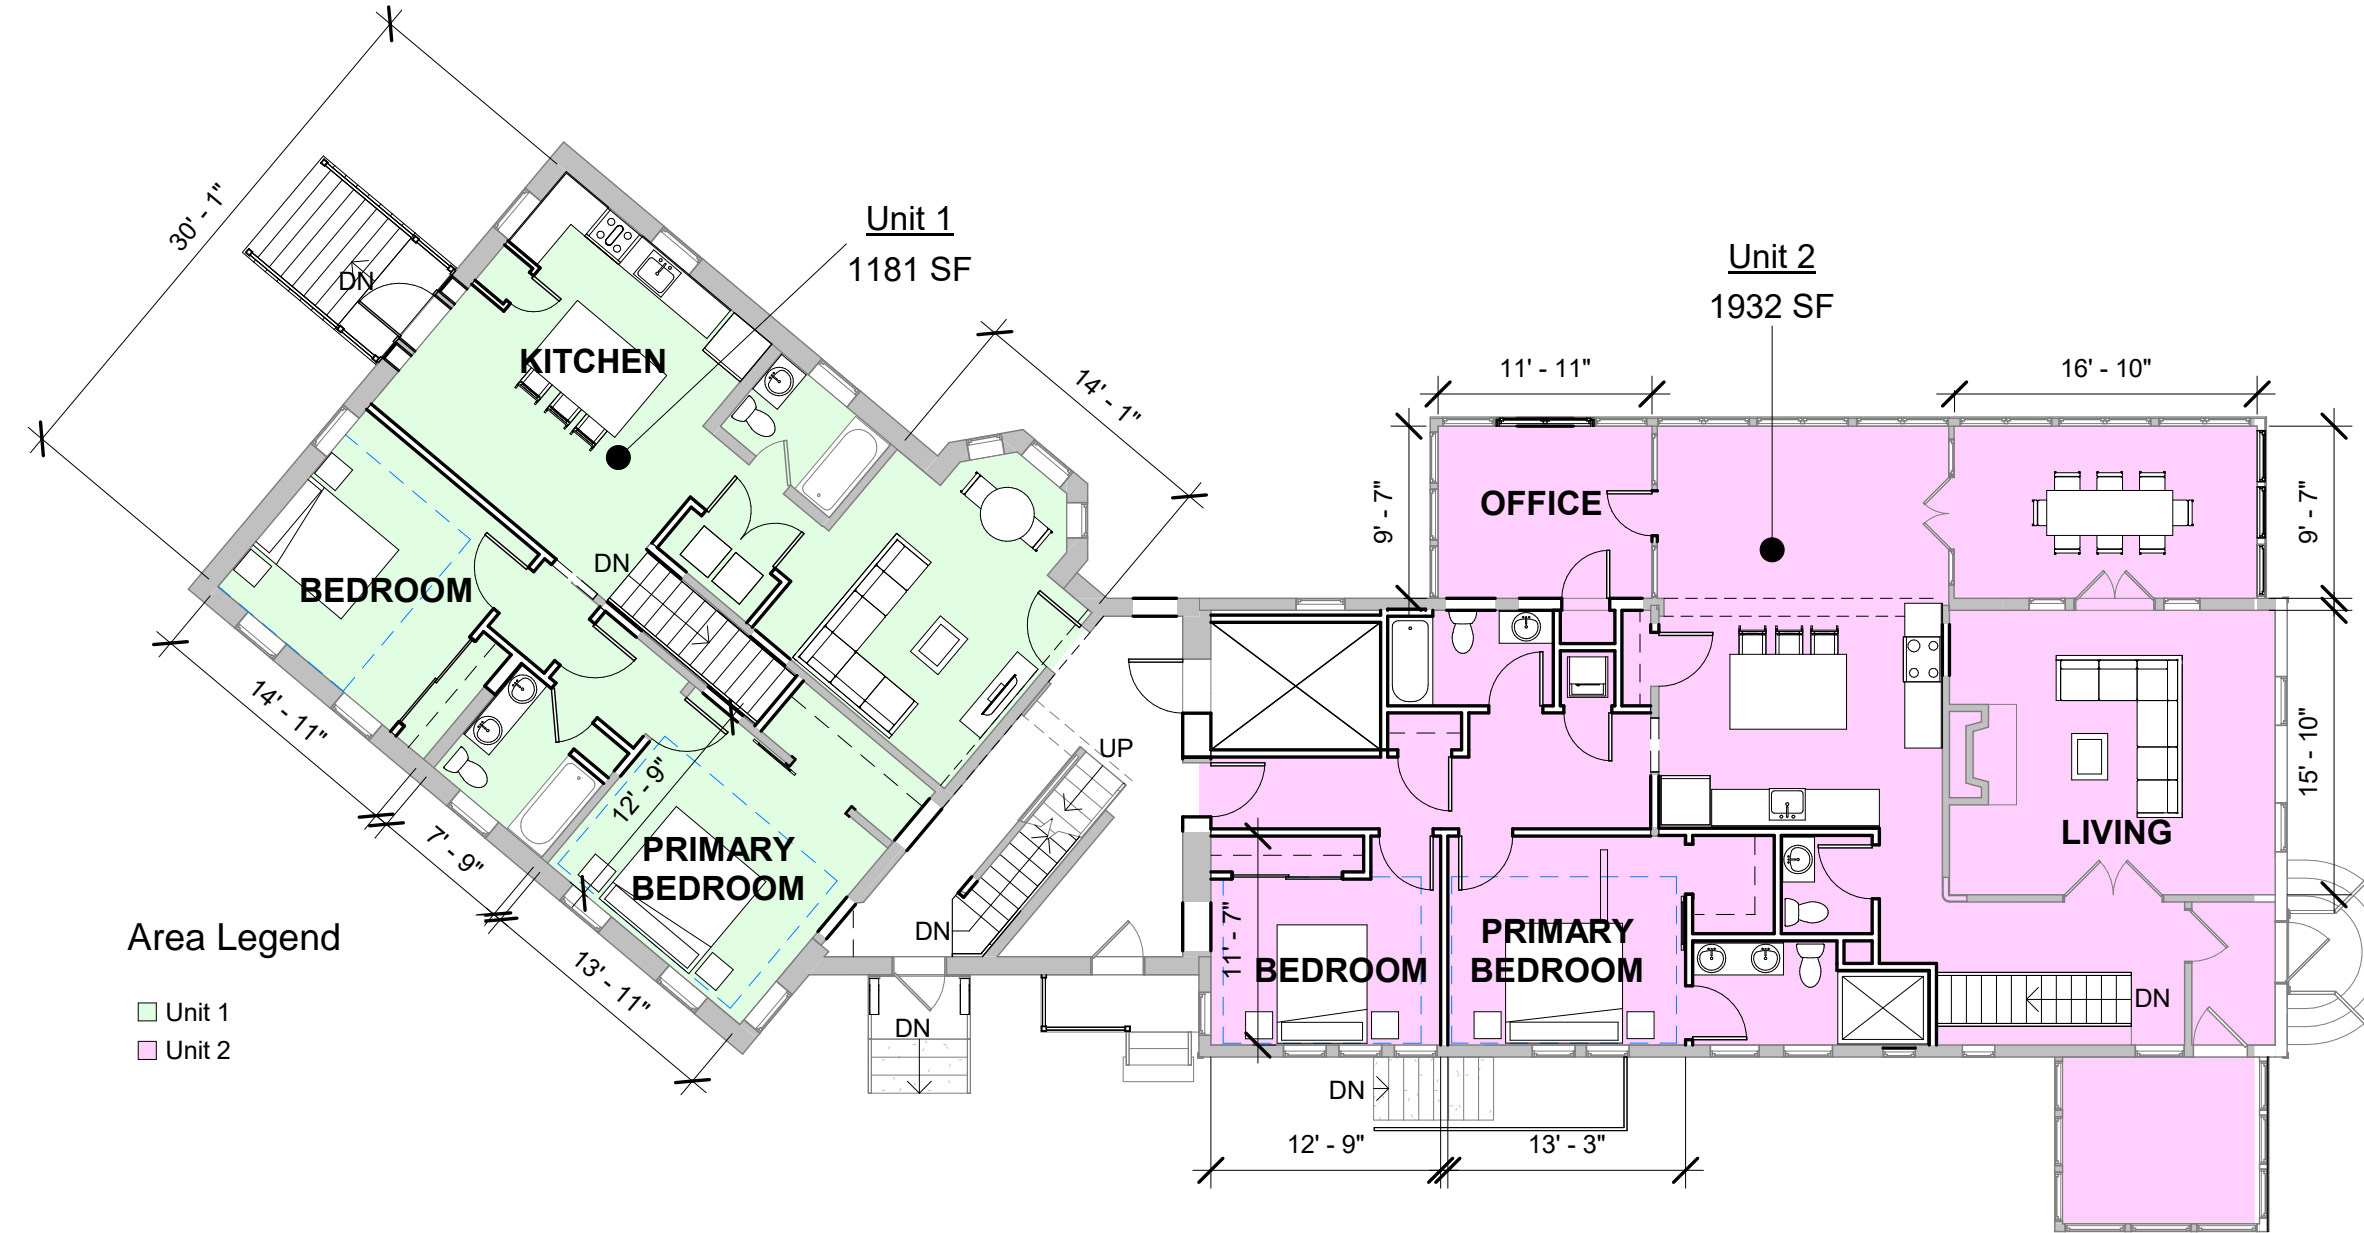 30' - 1"
Unit 1
1181 SF
Unit 2
1932 SF
DN
KITCHEN
14' - 1"
11' - 11"
16' - 10"
9' - 7"
OFFICE
9' - 7"
DN
BEDROOM
14' - 11"
12' - 9"
UP
15' - 10"
7' - 9"
PRIMARY
BEDROOM
LIVING
Area Legend
Unit 1
Unit 2
13' - 11"
DN
DN
11' - 7"
BEDROOM
PRIMARY
BEDROOM
DN
DN
12' - 9"
13' - 3"